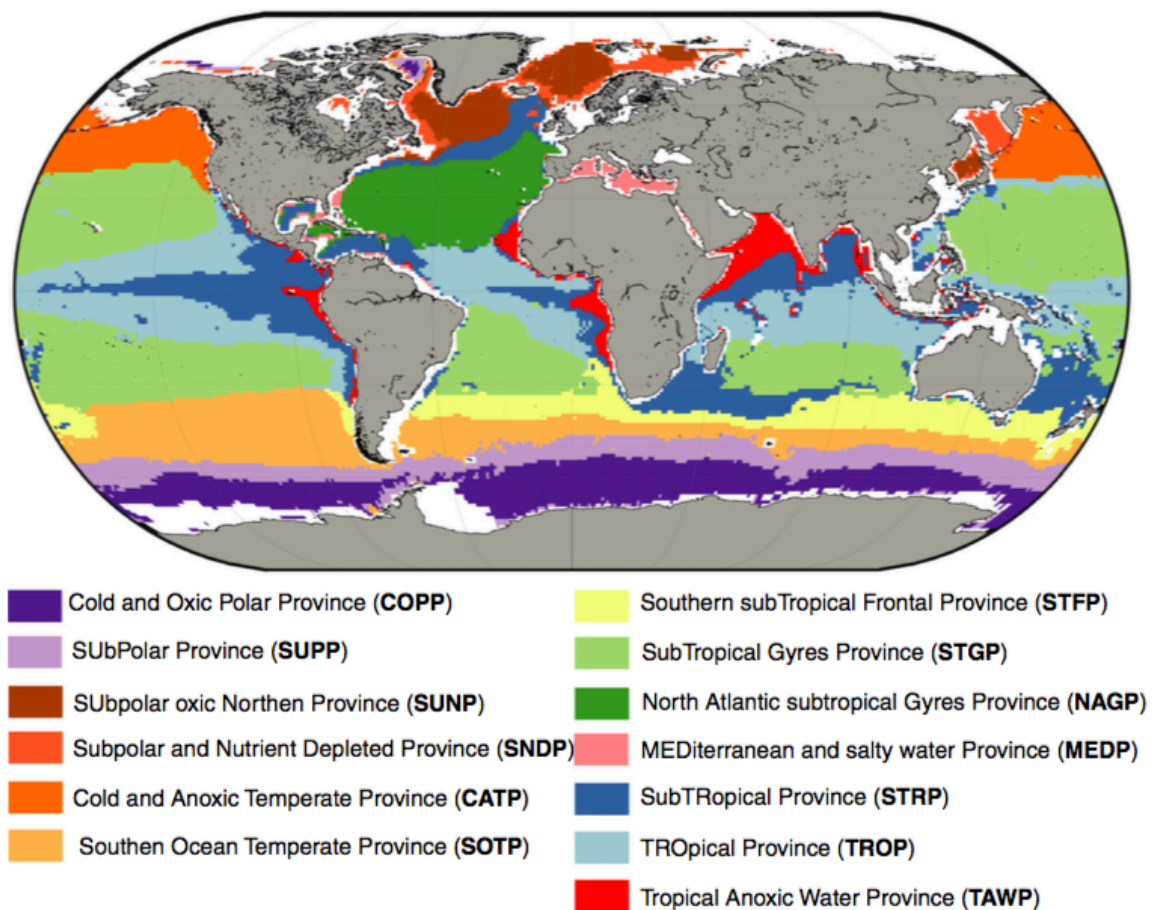 Cold and Oxic Polar Province (COPP)
SUbPolar Province (SUPP)
SUbpolar oxic Northen Province (SUNP)
Subpolar and Nutrient Depleted Province (SNDP)
Cold and Anoxic Temperate Province (CATP)
Southen Ocean Temperate Province (SOTP)
Southern subTropical Frontal Province (STFP)
SubTropical Gyres Province (STGP)
North Atlantic subtropical Gyres Province (NAGP)
MEDiterranean and salty water Province (MEDP)
SubTRopical Province (STRP)
TROpical Province (TROP)
Tropical Anoxic Water Province (TAWP)